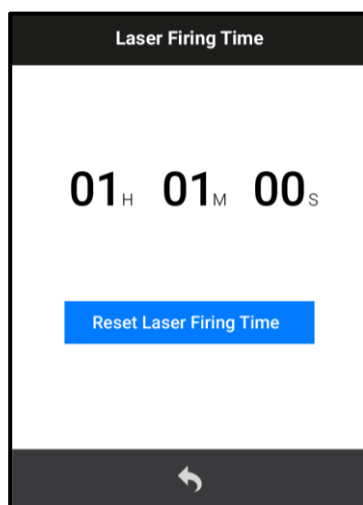 Laser Firing Time
01H 01M 00S
Reset Laser Firing Time